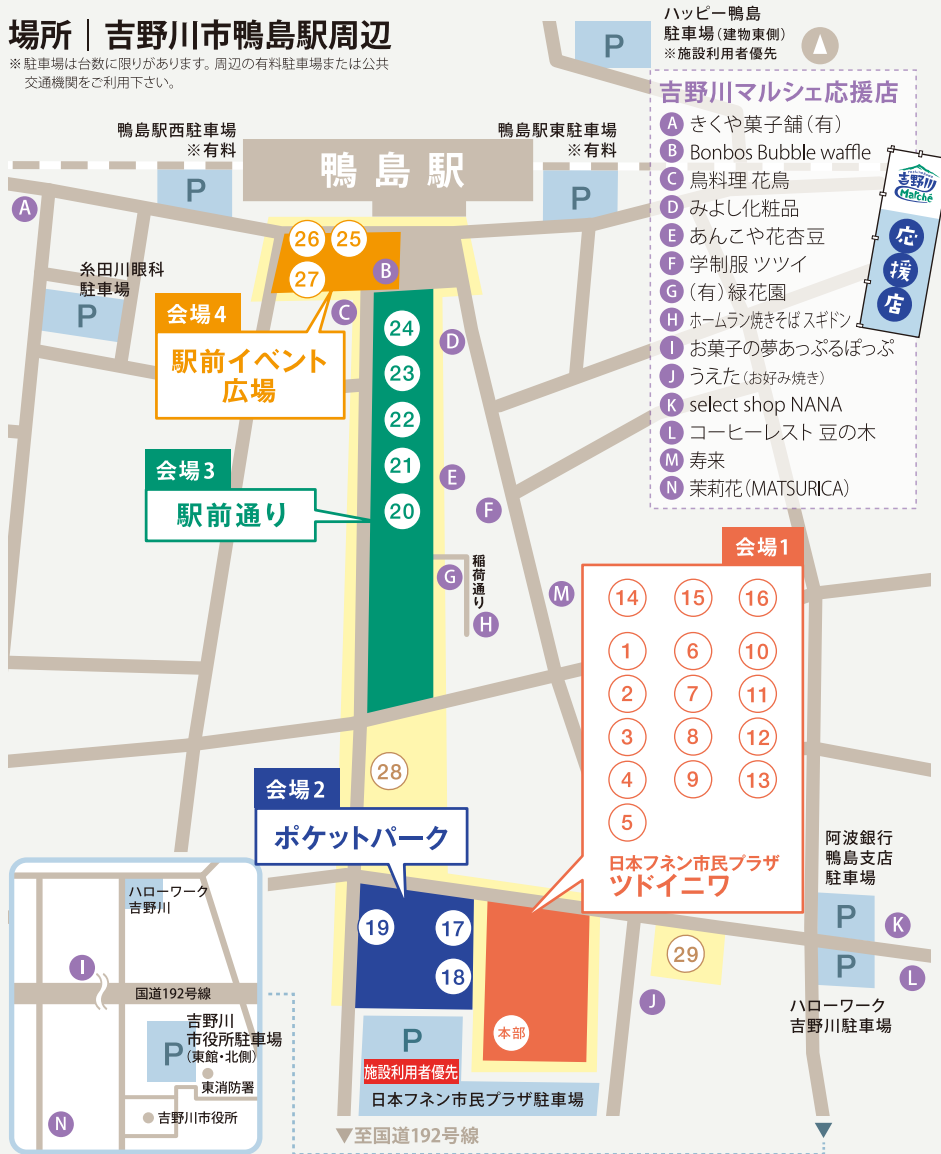 場所｜吉野川市鴨島駅周辺
※駐車場は台数に限りがあります。周辺の有料駐車場または公共
交通機関をご利用下さい。
ハッピー鴨島
駐車場(建物東側)
※施設利用者優先
P
吉野川マルシェ応援店
A きくや菓子舗(有)
B Bonbos Bubble waffle
C 鳥料理 花鳥
D みよし化粧品
E あんこや花杏豆
F 学制服 ツツイ
G (有)緑花園
H ホームラン焼きそば スギドン
I お菓子の夢あっぷるぽっぷ
J うえた(お好み焼き)
K select shop NANA
L コーヒーレスト 豆の木
M 寿来
N 茉莉花(MATSURICA)
吉野川
Marché
応
援
店
鴨島駅西駐車場
※有料
P
鴨島駅
鴨島駅東駐車場
※有料
P
A
糸田川眼科
駐車場
P
26 25
27
B
会場4
駅前イベント
広場
C
D
24
23
22
21
20
会場3
駅前通り
E
F
G
稲荷通り
H
M
会場1
14 15 16
1 6 10
2 7 11
3 8 12
4 9 13
5
日本フネン市民プラザ
ツドイニワ
28
会場2
ポケットパーク
19 17
18
本部
29
J
阿波銀行
鴨島支店
駐車場
P
K
P
L
ハローワーク
吉野川駐車場
P
施設利用者優先
日本フネン市民プラザ駐車場
▼至国道192号線
ハローワーク
吉野川
I
国道192号線
吉野川
市役所駐車場
(東館・北側)
P
東消防署
吉野川市役所
N